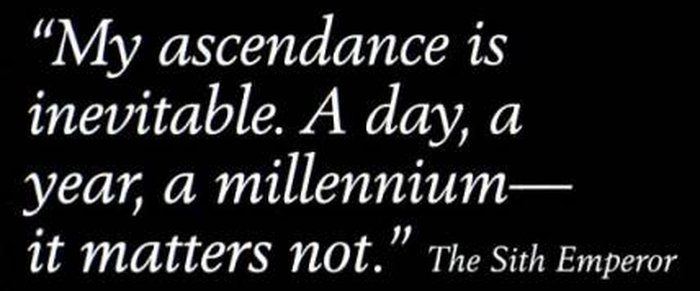 “My ascendance is
inevitable. A day, a
year, a millennium—
it matters not.” The Sith Emperor